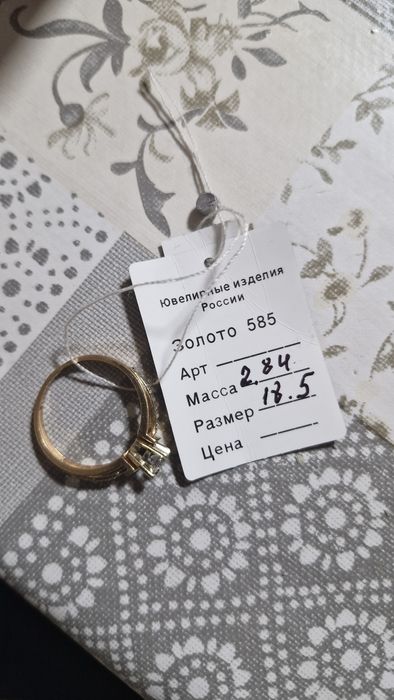 Ювелирные изделия
России
Золото 585
Арт
Масса 2.84
Размер 18.5
Цена